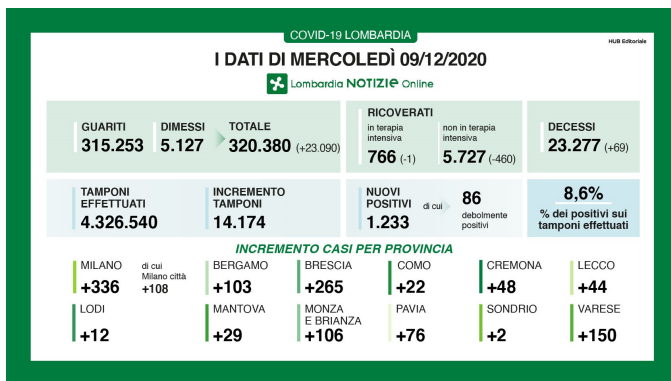 COVID-19 LOMBARDIA
HUB Editoriale
I DATI DI MERCOLEDÌ 09/12/2020
Lombardia NOTIZIE Online
GUARITI
315.253
DIMESSI
5.127
TOTALE
320.380 (+23.090)
RICOVERATI
in terapia
intensiva
766 (-1)
non in terapia
intensiva
5.727 (-460)
DECESSI
23.277 (+69)
TAMPONI
EFFETTUATI
4.326.540
INCREMENTO
TAMPONI
14.174
NUOVI
POSITIVI
1.233
di cui
86
debolmente
positivi
8,6%
% dei positivi sui
tamponi effettuati
INCREMENTO CASI PER PROVINCIA
MILANO
+336
di cui
Milano città
+108
BERGAMO
+103
BRESCIA
+265
COMO
+22
CREMONA
+48
LECCO
+44
LODI
+12
MANTOVA
+29
MONZA
E BRIANZA
+106
PAVIA
+76
SONDRIO
+2
VARESE
+150